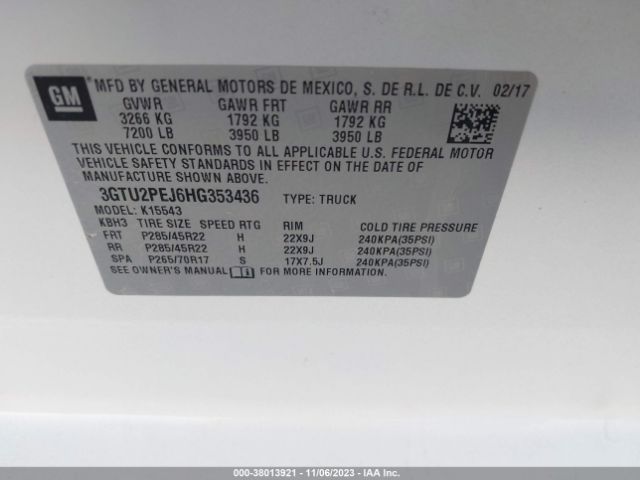 GM
MFD BY GENERAL MOTORS DE MEXICO, S. DE R.L. DE C.V. 02/17
GVWR GAWR FRT GAWR RR
3266 KG 1792 KG 1792 KG
7200 LB 3950 LB 3950 LB
THIS VEHICLE CONFORMS TO ALL APPLICABLE U.S. FEDERAL MOTOR
VEHICLE SAFETY STANDARDS IN EFFECT ON THE DATE OF
MANUFACTURE SHOWN ABOVE.
3GTU2PEJ6HG353436 TYPE: TRUCK
MODEL: K15543
KBH3 TIRE SIZE SPEED RTG RIM COLD TIRE PRESSURE
FRT P285/45R22 H 22X9J 240KPA(35PSI)
RR P285/45R22 H 22X9J 240KPA(35PSI)
SPA P265/70R17 S 17X7.5J 240KPA(35PSI)
SEE OWNER'S MANUAL FOR MORE INFORMATION.
000-38013921 - 11/06/2023 - IAA Inc.